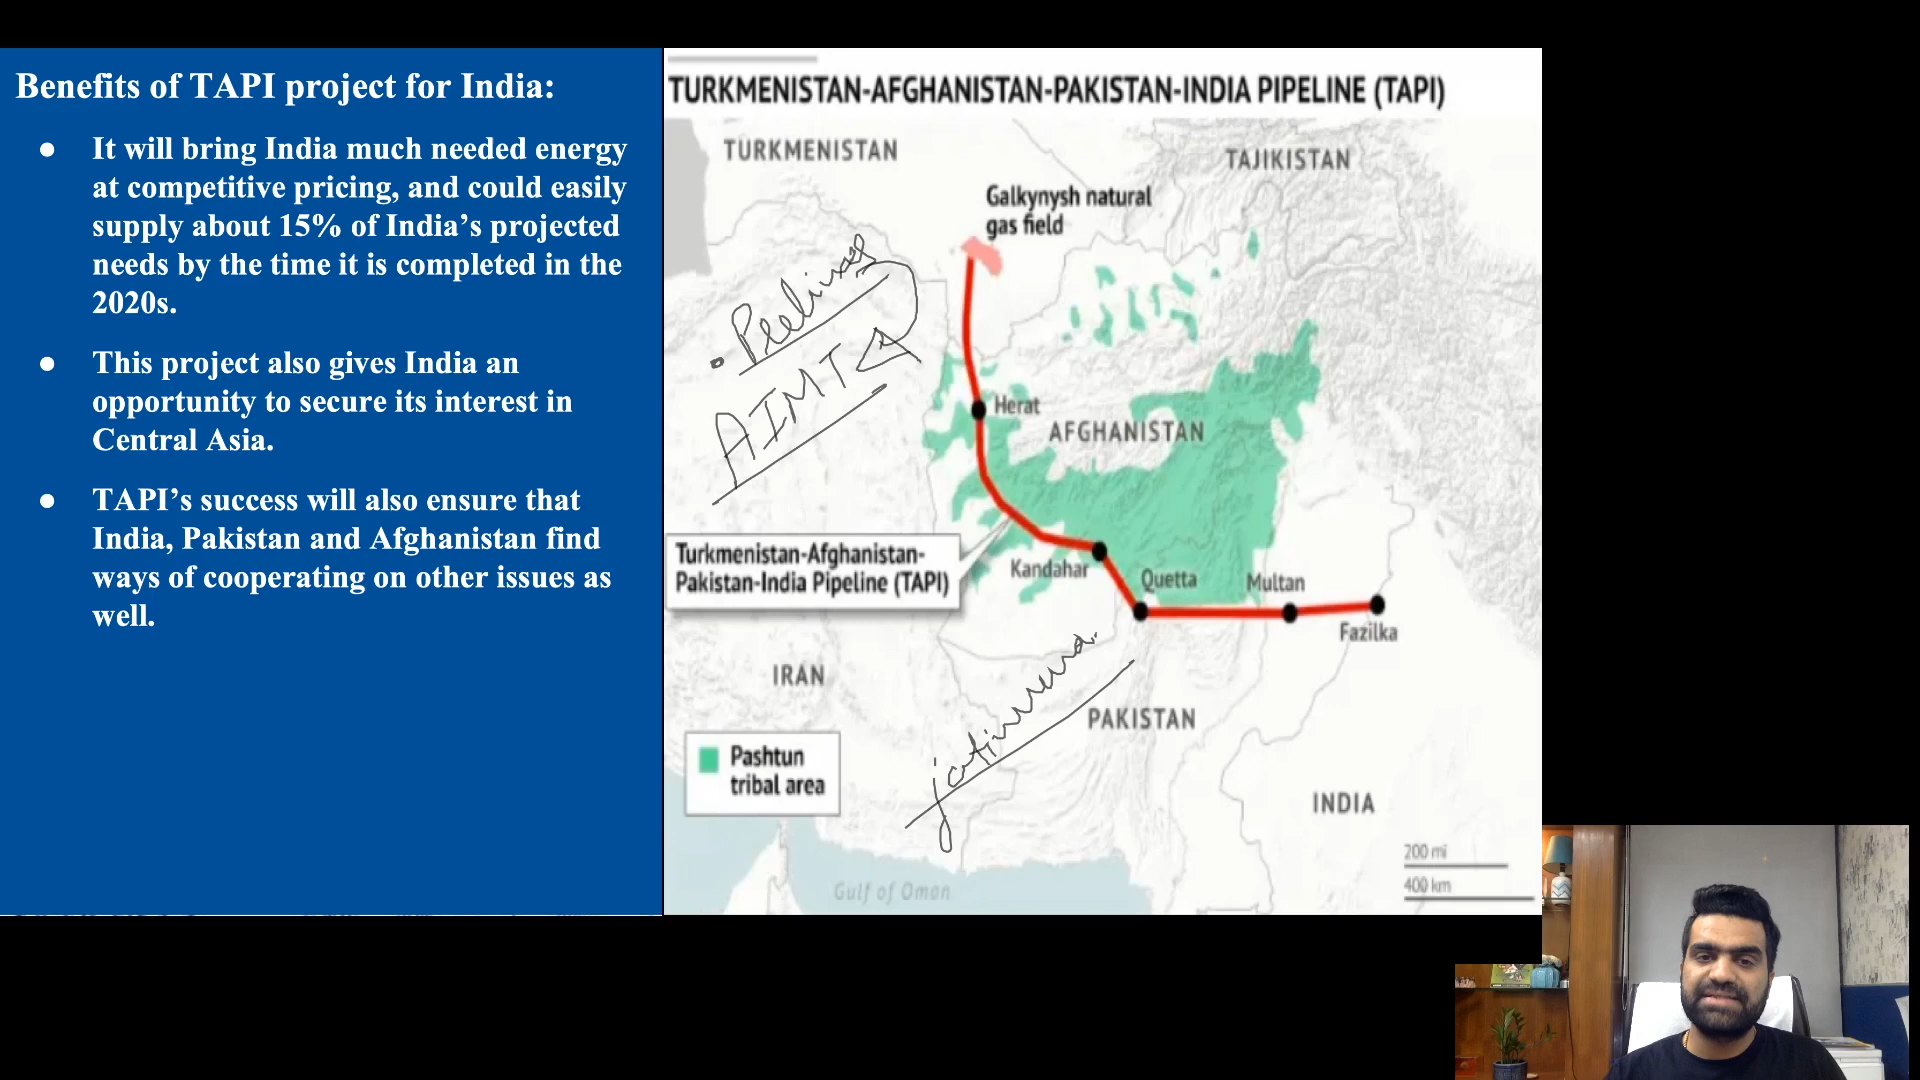 Benefits of TAPI project for India:
● It will bring India much needed energy
at competitive pricing, and could easily
supply about 15% of India’s projected
needs by the time it is completed in the
2020s.
● This project also gives India an
opportunity to secure its interest in
Central Asia.
● TAPI’s success will also ensure that
India, Pakistan and Afghanistan find
ways of cooperating on other issues as
well.
TURKMENISTAN-AFGHANISTAN-PAKISTAN-INDIA PIPELINE (TAPI)
TURKMENISTAN
TAJIKISTAN
Galkynysh natural
gas field
AIMT
Herat
AFGHANISTAN
Turkmenistan-Afghanistan-
Pakistan-India Pipeline (TAPI)
Kandahar
Quetta
Multan
Fazilka
IRAN
PAKISTAN
Pashtun
tribal area
INDIA
200 mi
400 km
Gulf of Oman